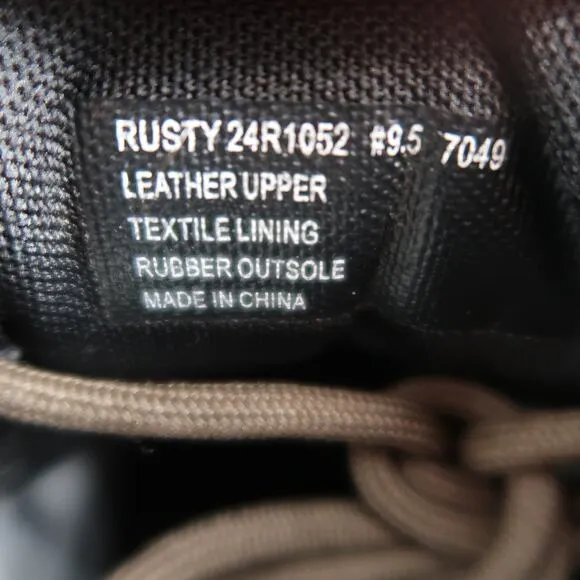 RUSTY 24R1052 #9.5 7049
LEATHER UPPER
TEXTILE LINING
RUBBER OUTSOLE
MADE IN CHINA